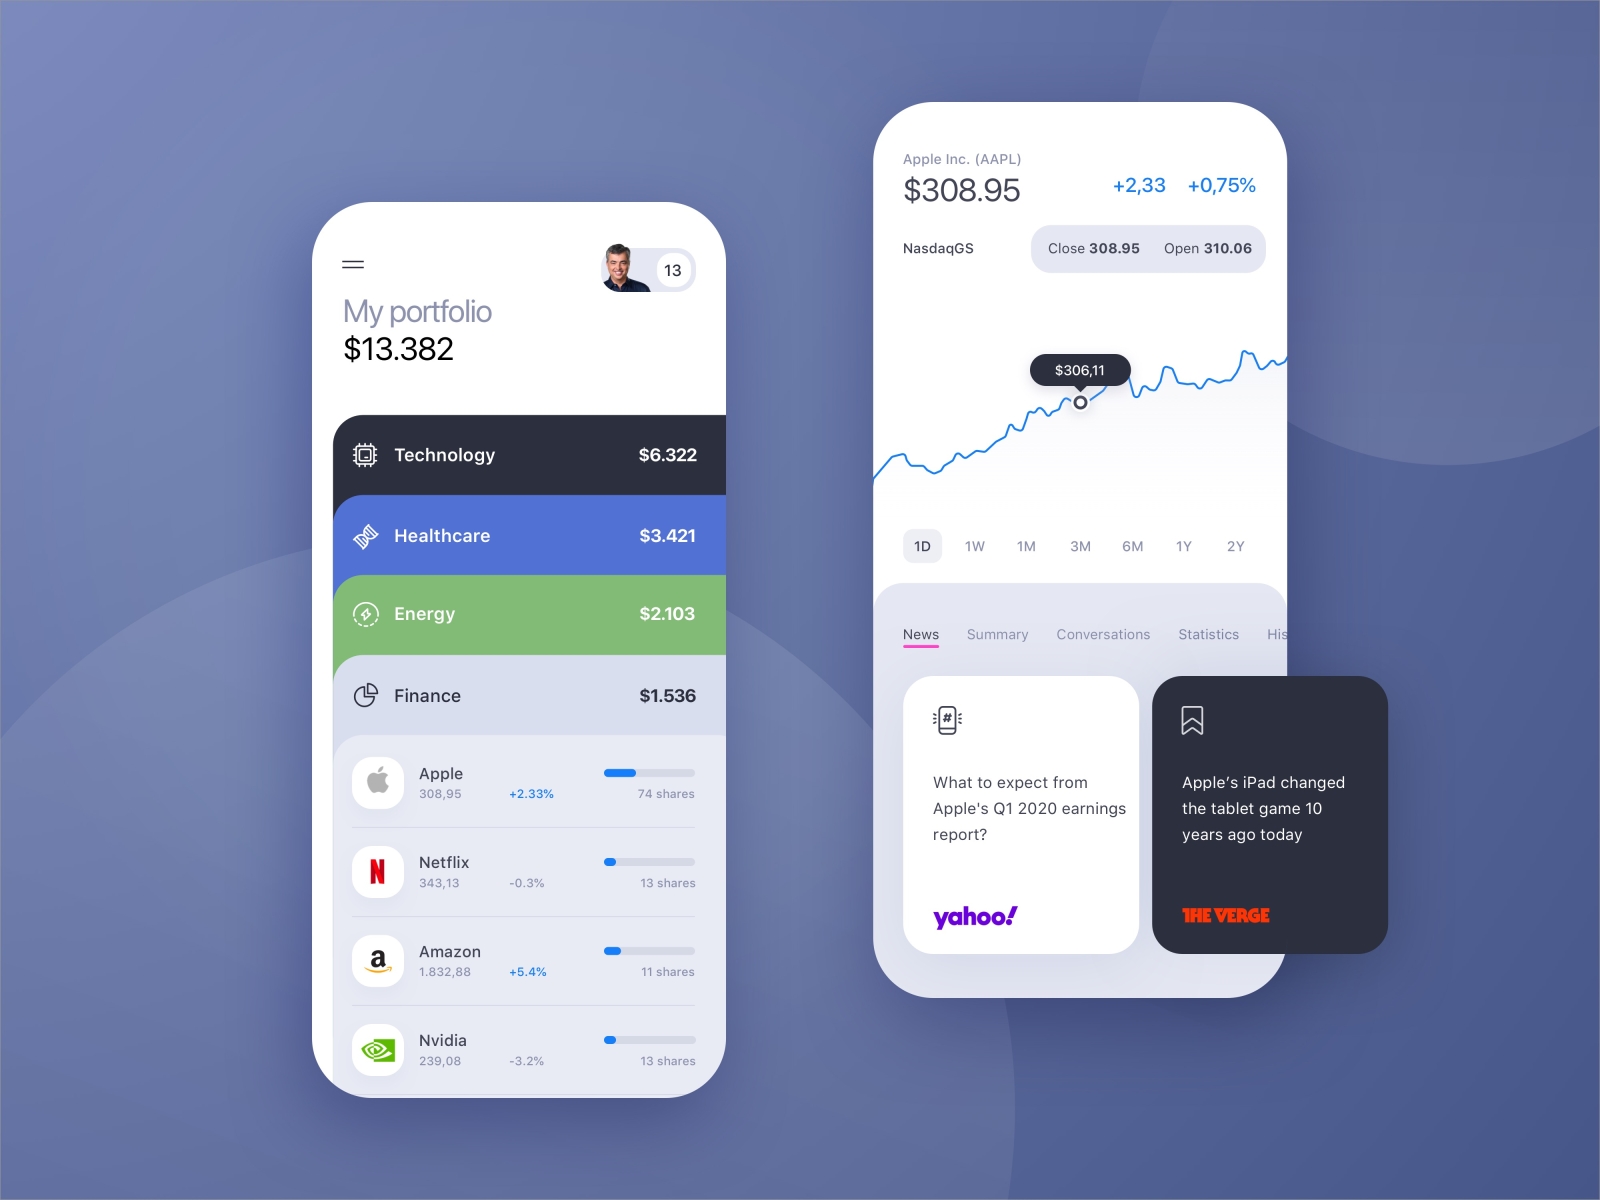 13
My portfolio
$13.382
Technology $6.322
Healthcare $3.421
Energy $2.103
Finance $1.536
Apple
308,95 +2.33% 74 shares
N
Netflix
343,13 -0.3% 13 shares
a
Amazon
1.832,88 +5.4% 11 shares
Nvidia
239,08 -3.2% 13 shares
Apple Inc. (AAPL)
$308.95 +2,33 +0,75%
NasdaqGS Close 308.95 Open 310.06
$306,11
1D 1W 1M 3M 6M 1Y 2Y
News Summary Conversations Statistics His
#
What to expect from
Apple's Q1 2020 earnings
report?
yahoo!
Apple’s iPad changed
the tablet game 10
years ago today
THE VERGE